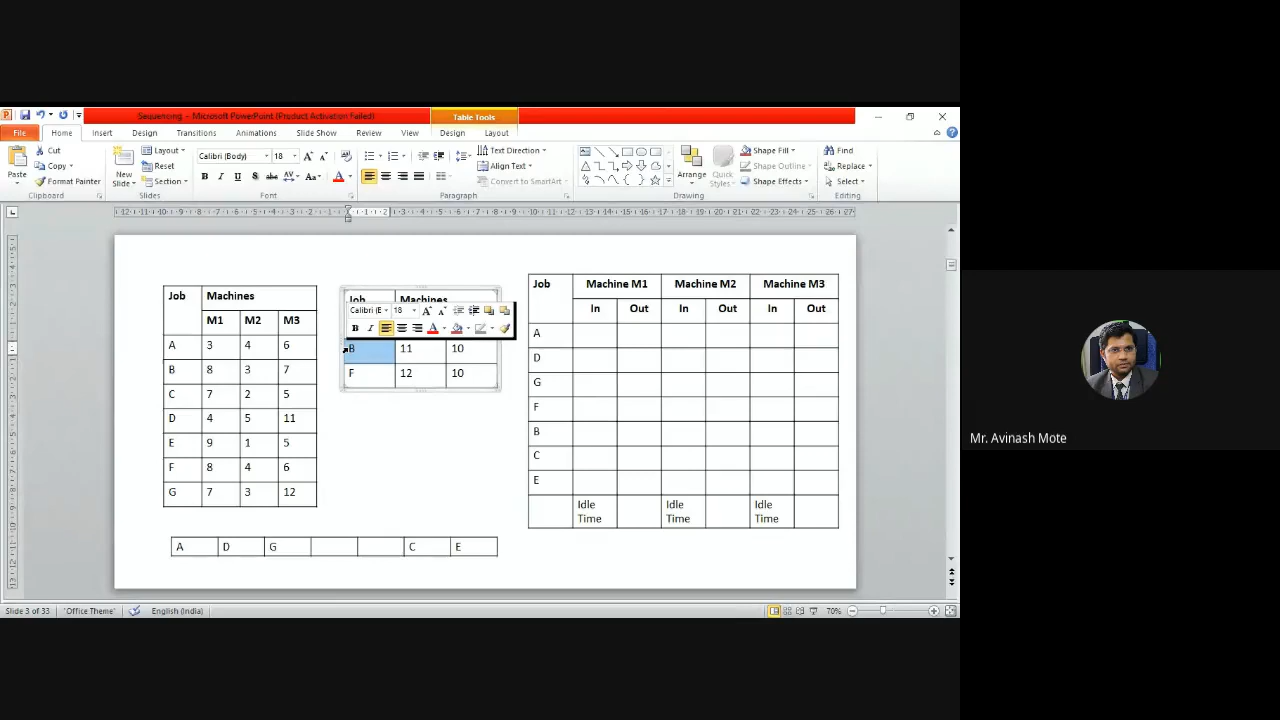 Sequencing - Microsoft PowerPoint (Product Activation Failed)
Table Tools
File Home Insert Design Transitions Animations Slide Show Review View Design Layout
Paste
Cut
Copy
Format Painter
Clipboard
New Slide
Layout
Reset
Section
Slides
Calibri (Body) 18
Font
Text Direction
Align Text
Convert to SmartArt
Paragraph
Arrange
Quick Styles
Shape Fill
Shape Outline
Shape Effects
Drawing
Find
Replace
Select
Editing
Job Machines
M1 M2 M3
A 3 4 6
B 8 3 7
C 7 2 5
D 4 5 11
E 9 1 5
F 8 4 6
G 7 3 12
Job Machines
Calibri (E 18
B 11 10
F 12 10
A D G C E
Job Machine M1 Machine M2 Machine M3
In Out In Out In Out
A
D
G
F
B
C
E
Idle Time Idle Time Idle Time
Slide 3 of 33 "Office Theme" English (India) 70%
Mr. Avinash Mote